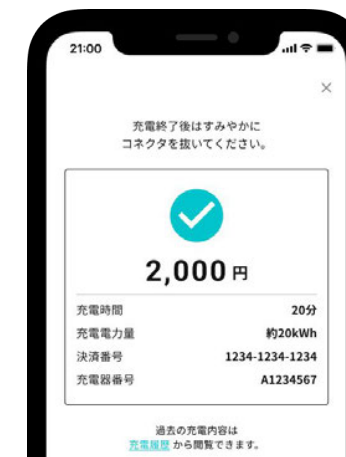 21:00
充電終了後はすみやかに
コネクタを抜いてください。
2,000 円
充電時間 20分
充電電力量 約20kWh
決済番号 1234-1234-1234
充電器番号 A1234567
過去の充電内容は
充電履歴 から閲覧できます。